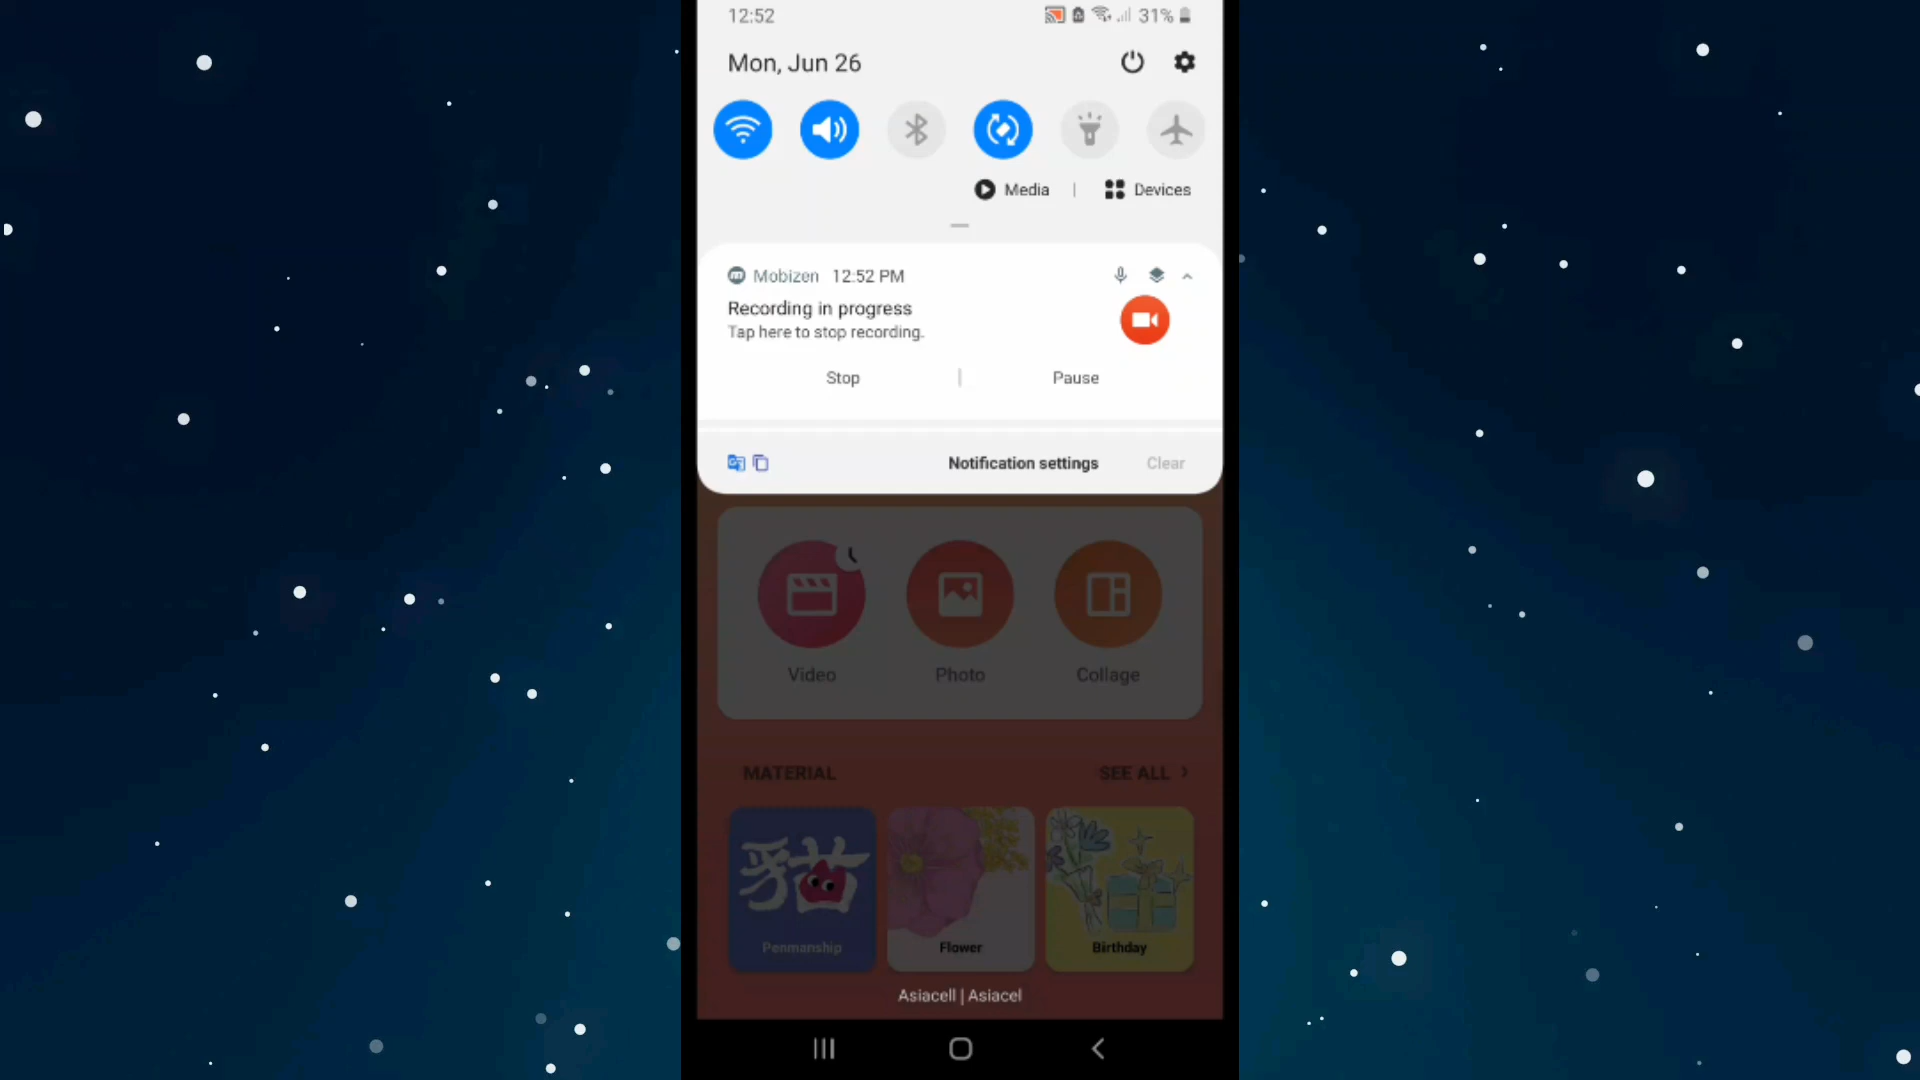 12:52
31%
Mon, Jun 26
Media | Devices
Mobizen 12:52 PM
Recording in progress
Tap here to stop recording.
Stop | Pause
Notification settings Clear
Video Photo Collage
MATERIAL SEE ALL >
貓
Penmanship Flower Birthday
Asiacell | Asiacel